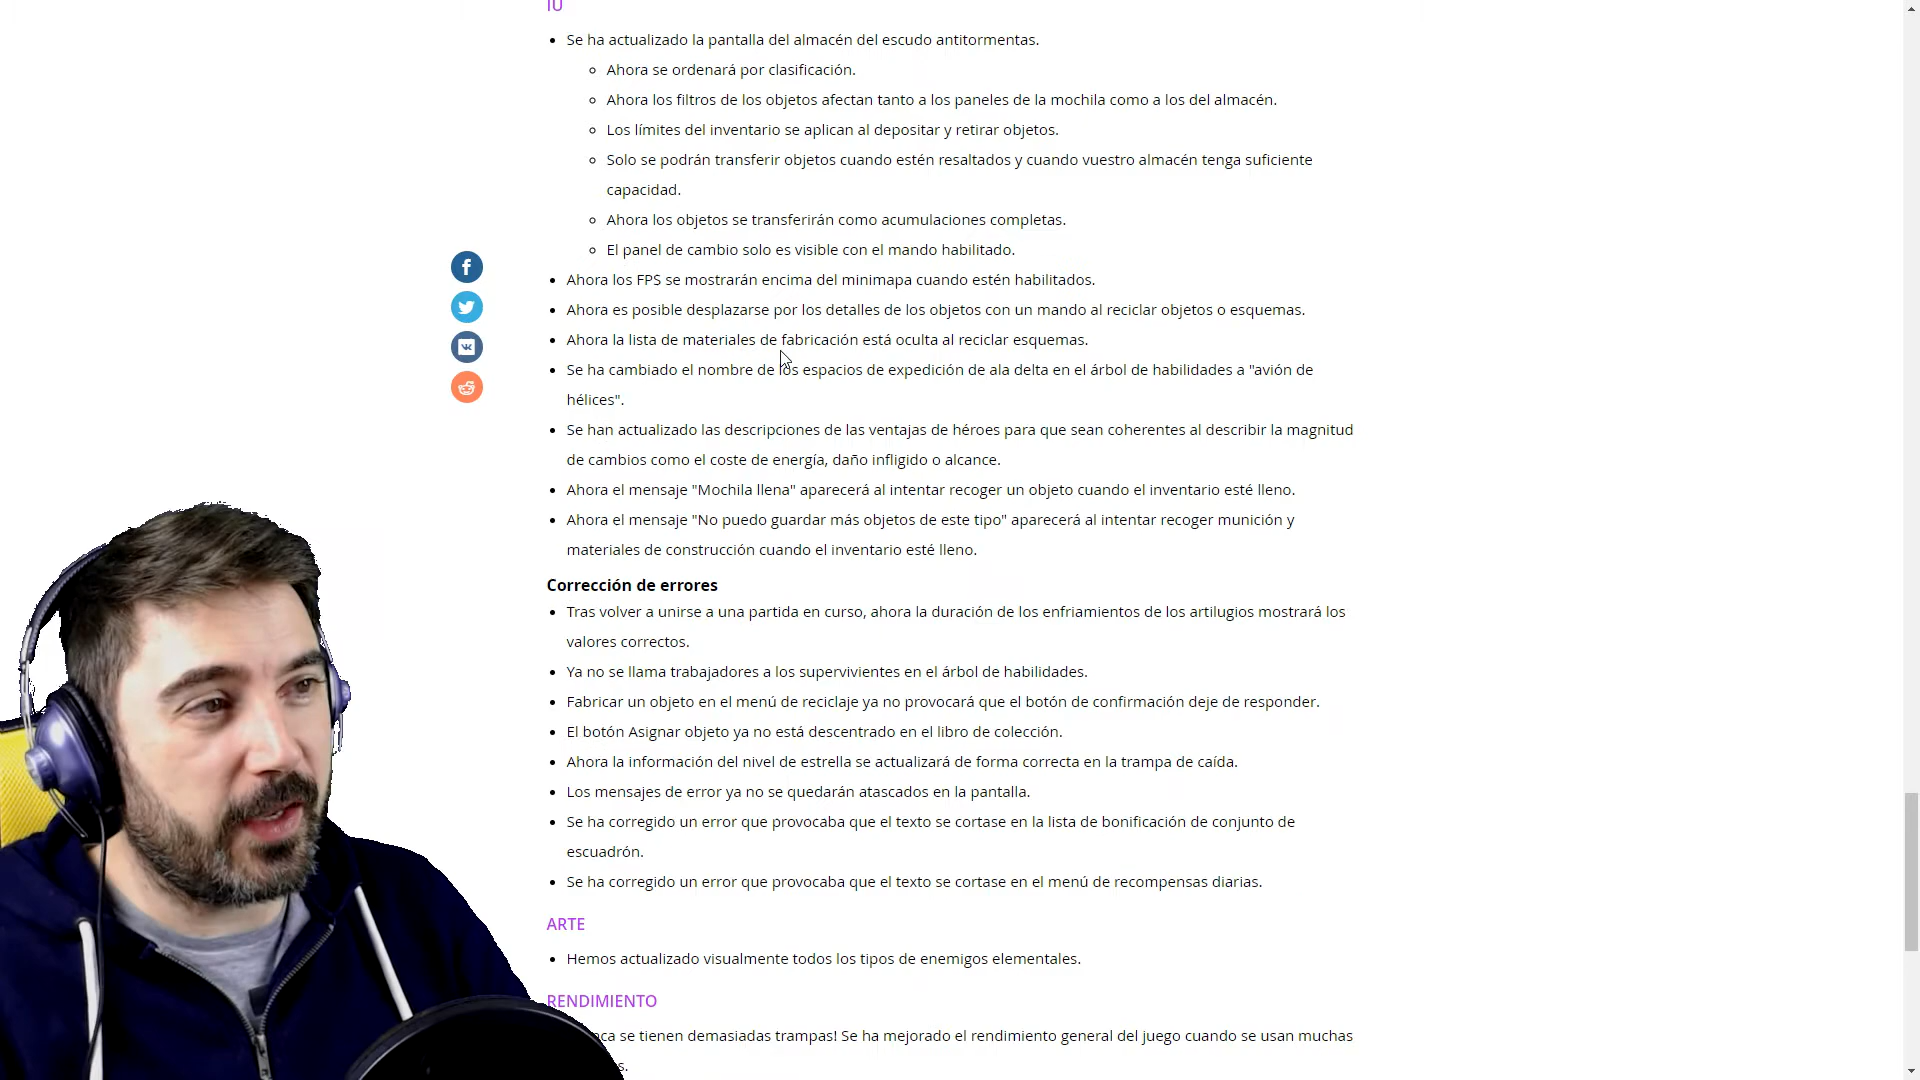 IU
Se ha actualizado la pantalla del almacén del escudo antitormentas.
Ahora se ordenará por clasificación.
Ahora los filtros de los objetos afectan tanto a los paneles de la mochila como a los del almacén.
Los límites del inventario se aplican al depositar y retirar objetos.
Solo se podrán transferir objetos cuando estén resaltados y cuando vuestro almacén tenga suficiente
capacidad.
Ahora los objetos se transferirán como acumulaciones completas.
El panel de cambio solo es visible con el mando habilitado.
Ahora los FPS se mostrarán encima del minimapa cuando estén habilitados.
Ahora es posible desplazarse por los detalles de los objetos con un mando al reciclar objetos o esquemas.
Ahora la lista de materiales de fabricación está oculta al reciclar esquemas.
Se ha cambiado el nombre de los espacios de expedición de ala delta en el árbol de habilidades a "avión de
hélices".
Se han actualizado las descripciones de las ventajas de héroes para que sean coherentes al describir la magnitud
de cambios como el coste de energía, daño infligido o alcance.
Ahora el mensaje "Mochila llena" aparecerá al intentar recoger un objeto cuando el inventario esté lleno.
Ahora el mensaje "No puedo guardar más objetos de este tipo" aparecerá al intentar recoger munición y
materiales de construcción cuando el inventario esté lleno.
Corrección de errores
Tras volver a unirse a una partida en curso, ahora la duración de los enfriamientos de los artilugios mostrará los
valores correctos.
Ya no se llama trabajadores a los supervivientes en el árbol de habilidades.
Fabricar un objeto en el menú de reciclaje ya no provocará que el botón de confirmación deje de responder.
El botón Asignar objeto ya no está descentrado en el libro de colección.
Ahora la información del nivel de estrella se actualizará de forma correcta en la trampa de caída.
Los mensajes de error ya no se quedarán atascados en la pantalla.
Se ha corregido un error que provocaba que el texto se cortase en la lista de bonificación de conjunto de
escuadrón.
Se ha corregido un error que provocaba que el texto se cortase en el menú de recompensas diarias.
ARTE
Hemos actualizado visualmente todos los tipos de enemigos elementales.
RENDIMIENTO
se tienen demasiadas trampas! Se ha mejorado el rendimiento general del juego cuando se usan muchas